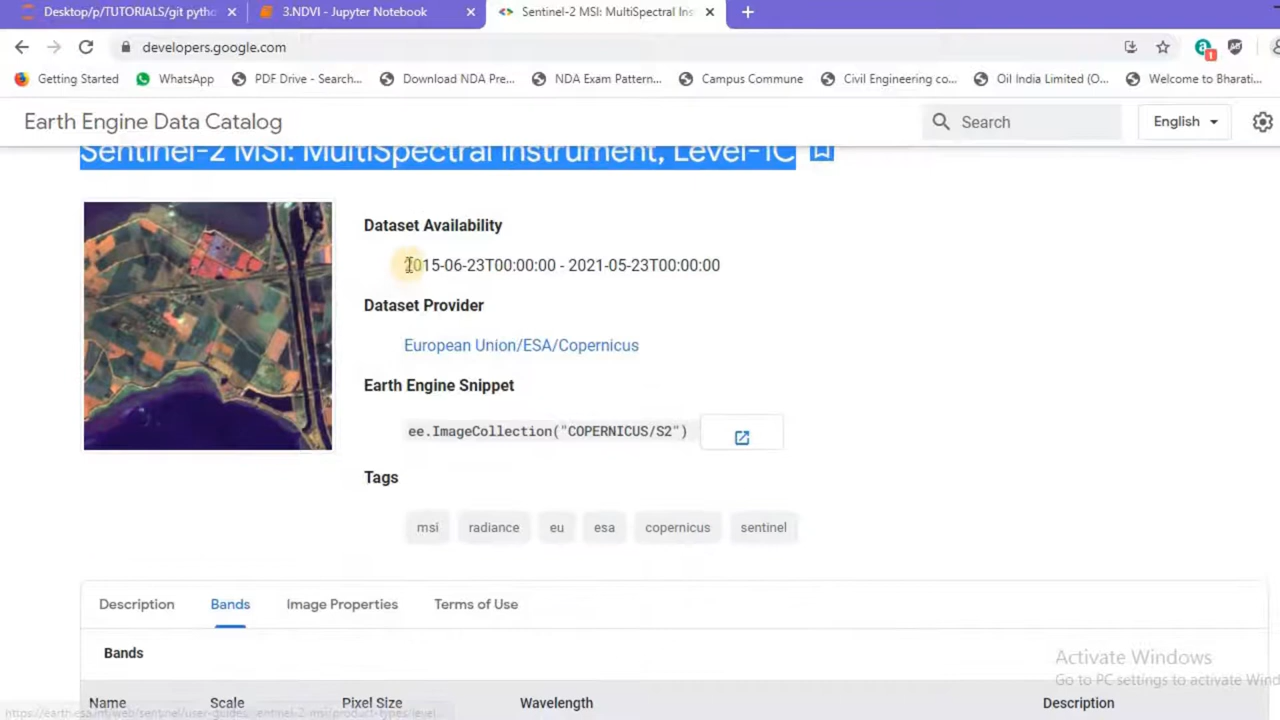 Desktop/p/TUTORIALS/git pytho
3.NDVI - Jupyter Notebook
Sentinel-2 MSI: MultiSpectral Ins
developers.google.com
1
Getting Started
WhatsApp
PDF Drive - Search...
Download NDA Pre...
NDA Exam Pattern...
Campus Commune
Civil Engineering co...
Oil India Limited (O...
Welcome to Bharati...
Earth Engine Data Catalog
Search
English
Sentinel-2 MSI: MultiSpectral Instrument, Level-1C
Dataset Availability
2015-06-23T00:00:00 - 2021-05-23T00:00:00
Dataset Provider
European Union/ESA/Copernicus
Earth Engine Snippet
ee.ImageCollection("COPERNICUS/S2")
Tags
msi
radiance
eu
esa
copernicus
sentinel
Description
Bands
Image Properties
Terms of Use
Bands
Name
Scale
Pixel Size
Wavelength
Description
Activate Windows
Go to PC settings to activate Wind